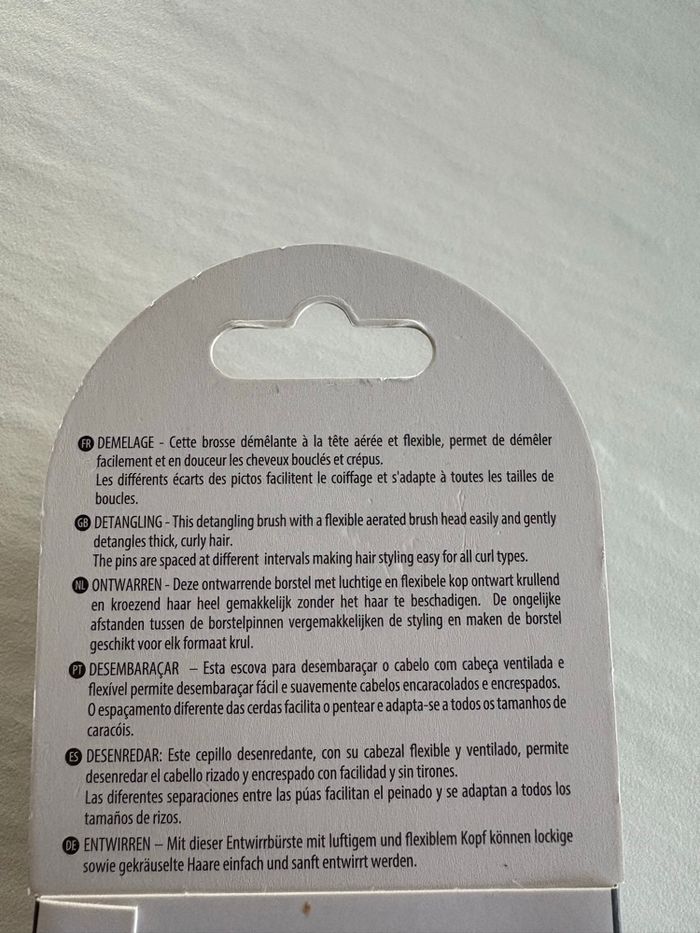 FR DEMELAGE - Cette brosse démêlante à la tête aérée et flexible, permet de démêler
facilement et en douceur les cheveux bouclés et crépus.
Les différents écarts des pictos facilitent le coiffage et s'adapte à toutes les tailles de
boucles.
GB DETANGLING - This detangling brush with a flexible aerated brush head easily and gently
detangles thick, curly hair.
The pins are spaced at different intervals making hair styling easy for all curl types.
NL ONTWARREN - Deze ontwarrende borstel met luchtige en flexibele kop ontwart krullend
en kroezend haar heel gemakkelijk zonder het haar te beschadigen. De ongelijke
afstanden tussen de borstelpinnen vergemakkelijken de styling en maken de borstel
geschikt voor elk formaat krul.
PT DESEMBARAÇAR – Esta escova para desembaraçar o cabelo com cabeça ventilada e
flexível permite desembaraçar fácil e suavemente cabelos encaracolados e encrespados.
O espaçamento diferente das cerdas facilita o pentear e adapta-se a todos os tamanhos de
caracóis.
ES DESENREDAR: Este cepillo desenredante, con su cabezal flexible y ventilado, permite
desenredar el cabello rizado y encrespado con facilidad y sin tirones.
Las diferentes separaciones entre las púas facilitan el peinado y se adaptan a todos los
tamaños de rizos.
DE ENTWIRREN – Mit dieser Entwirrbürste mit luftigem und flexiblem Kopf können lockige
sowie gekräuselte Haare einfach und sanft entwirrt werden.